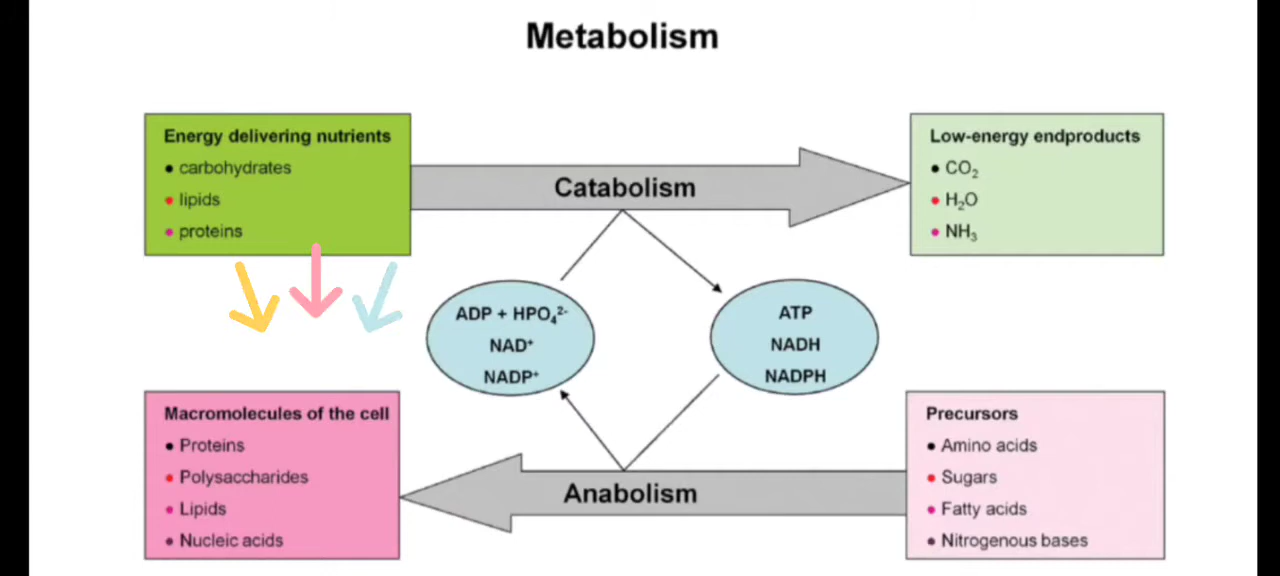 Metabolism
Energy delivering nutrients
• carbohydrates
• lipids
• proteins
Catabolism
Low-energy endproducts
• CO₂
• H₂O
• NH₃
ADP + HPO₄²⁻
NAD⁺
NADP⁺
ATP
NADH
NADPH
Macromolecules of the cell
• Proteins
• Polysaccharides
• Lipids
• Nucleic acids
Anabolism
Precursors
• Amino acids
• Sugars
• Fatty acids
• Nitrogenous bases